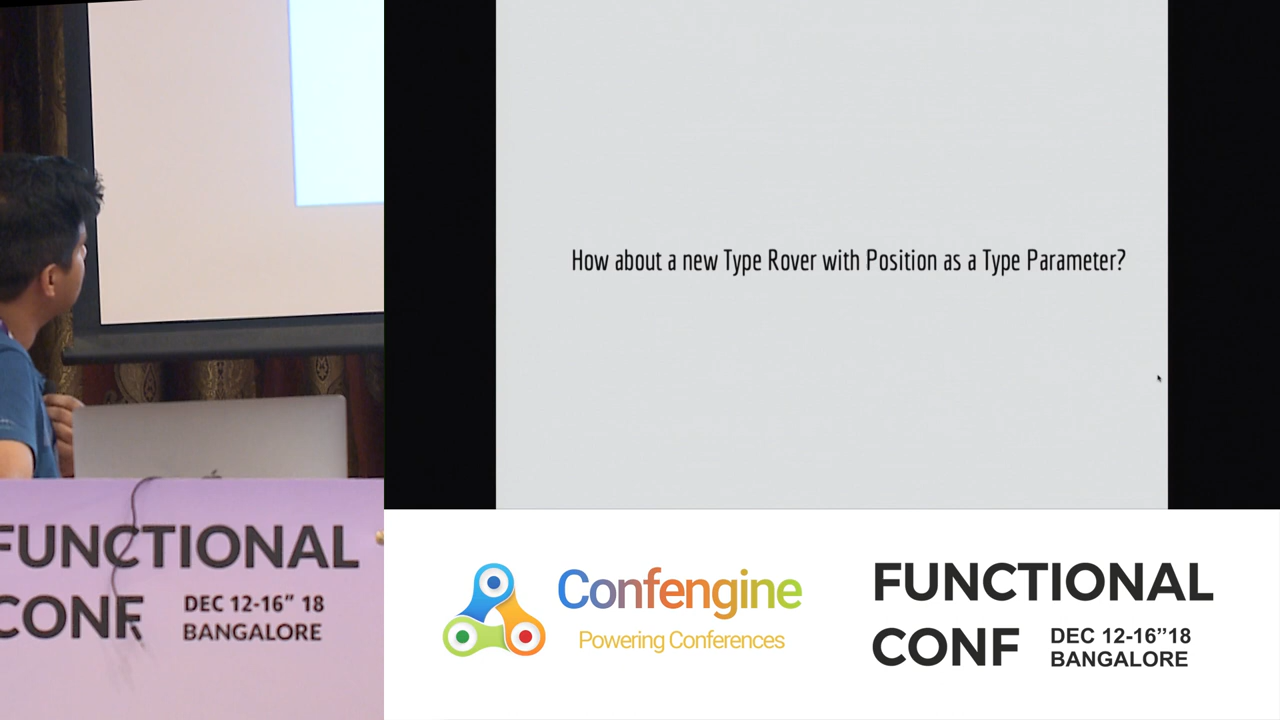 How about a new Type Rover with Position as a Type Parameter?
FUNCTIONAL
CONF
DEC 12-16” 18
BANGALORE
Confengine
Powering Conferences
FUNCTIONAL
CONF
DEC 12-16”18
BANGALORE